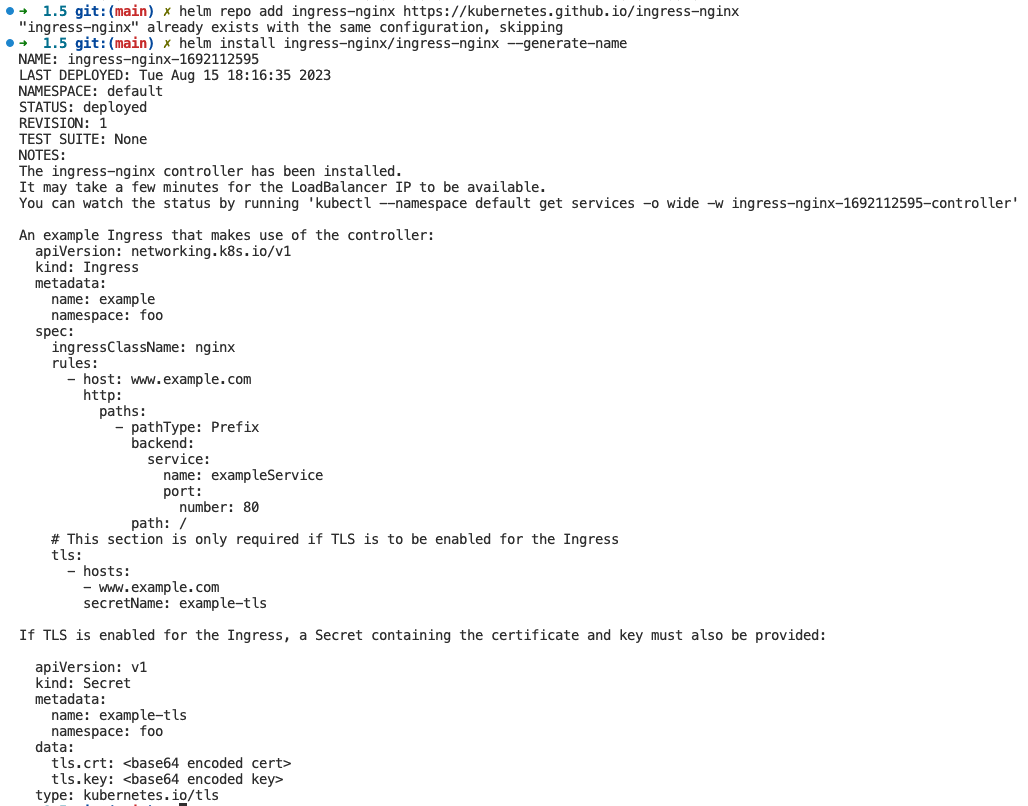 ➜ 1.5 git:(main) ✗ helm repo add ingress-nginx https://kubernetes.github.io/ingress-nginx
"ingress-nginx" already exists with the same configuration, skipping
➜ 1.5 git:(main) ✗ helm install ingress-nginx/ingress-nginx --generate-name
NAME: ingress-nginx-1692112595
LAST DEPLOYED: Tue Aug 15 18:16:35 2023
NAMESPACE: default
STATUS: deployed
REVISION: 1
TEST SUITE: None
NOTES:
The ingress-nginx controller has been installed.
It may take a few minutes for the LoadBalancer IP to be available.
You can watch the status by running 'kubectl --namespace default get services -o wide -w ingress-nginx-1692112595-controller'

An example Ingress that makes use of the controller:
  apiVersion: networking.k8s.io/v1
  kind: Ingress
  metadata:
    name: example
    namespace: foo
  spec:
    ingressClassName: nginx
    rules:
      - host: www.example.com
        http:
          paths:
            - pathType: Prefix
              backend:
                service:
                  name: exampleService
                  port:
                    number: 80
              path: /
    # This section is only required if TLS is to be enabled for the Ingress
    tls:
      - hosts:
        - www.example.com
        secretName: example-tls

If TLS is enabled for the Ingress, a Secret containing the certificate and key must also be provided:

  apiVersion: v1
  kind: Secret
  metadata:
    name: example-tls
    namespace: foo
  data:
    tls.crt: <base64 encoded cert>
    tls.key: <base64 encoded key>
  type: kubernetes.io/tls